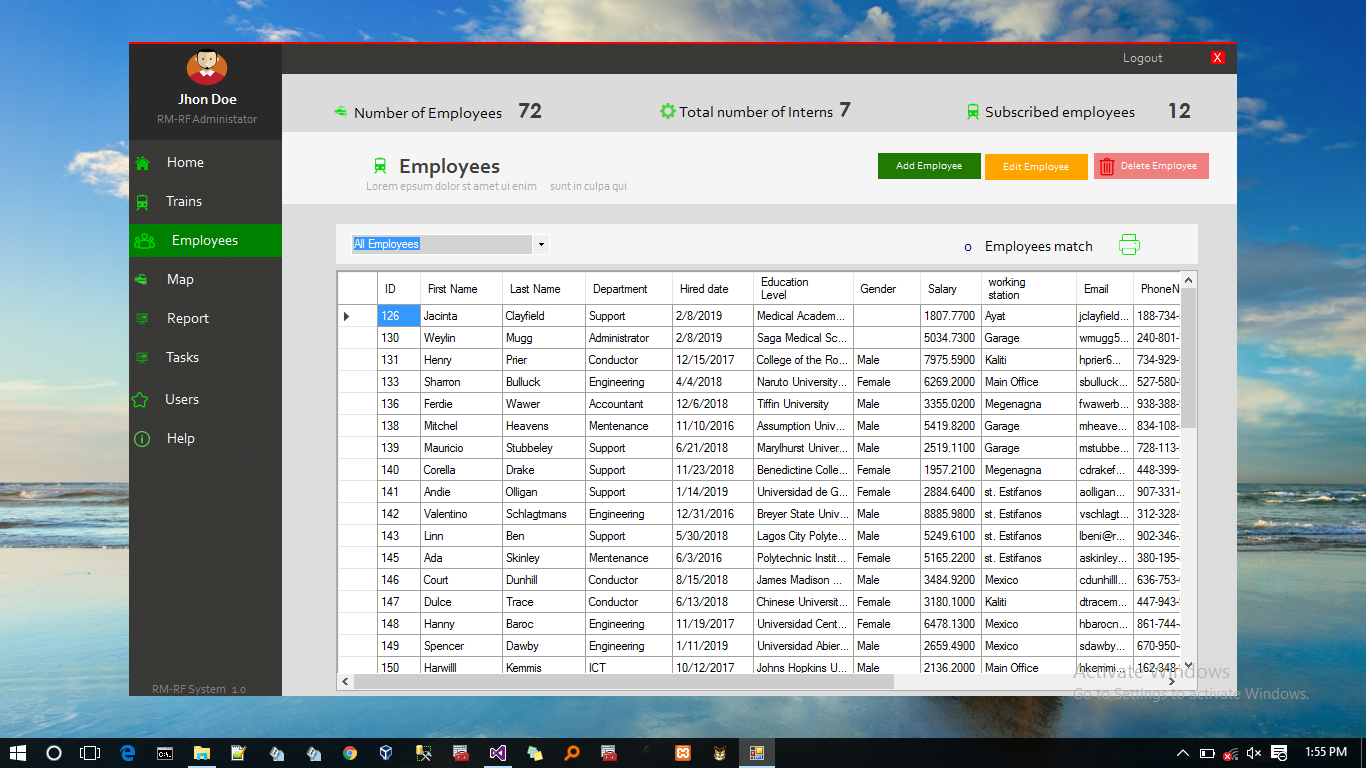 Logout X
Jhon Doe
RM-RF Administator
Number of Employees 72
Total number of Interns 7
Subscribed employees 12
Home
Trains
Employees
Map
Report
Tasks
Users
Help
RM-RF System 1.0
Employees
Lorem epsum dolor st amet ui enim sunt in culpa qui
Add Employee
Edit Employee
Delete Employee
All Employees
o Employees match
ID First Name Last Name Department Hired date Education Level Gender Salary working station Email PhoneN
126 Jacinta Clayfield Support 2/8/2019 Medical Academ... 1807.7700 Ayat jclayfield... 188-734-
130 Weylin Mugg Administrator 2/8/2019 Saga Medical Sc... 5034.7300 Garage wmugg5... 240-801-
131 Henry Prier Conductor 12/15/2017 College of the Ro... Male 7975.5900 Kaliti hprier6... 734-929-
133 Sharron Bulluck Engineering 4/4/2018 Naruto University... Female 6269.2000 Main Office sbulluck... 527-580-
136 Ferdie Wawer Accountant 12/6/2018 Tiffin University Male 3355.0200 Megenagna fwawerb... 938-388-
138 Mitchel Heavens Mentenance 11/10/2016 Assumption Univ... Male 5419.8200 Garage mheave... 834-108-
139 Mauricio Stubbeley Support 6/21/2018 Marylhurst Univer... Male 2519.1100 Garage mstubbe... 728-113-
140 Corella Drake Support 11/23/2018 Benedictine Colle... Female 1957.2100 Megenagna cdrakef... 448-399-
141 Andie Olligan Support 1/14/2019 Universidad de G... Female 2884.6400 st. Estifanos aolligan... 907-331-
142 Valentino Schlagtmans Engineering 12/31/2016 Breyer State Univ... Male 8885.9800 st. Estifanos vschlagt... 312-328-
143 Linn Ben Support 5/30/2018 Lagos City Polyte... Male 5249.6100 st. Estifanos lbeni@r... 902-346-
145 Ada Skinley Mentenance 6/3/2016 Polytechnic Instit... Female 5165.2200 st. Estifanos askinley... 380-195-
146 Court Dunhill Conductor 8/15/2018 James Madison ... Male 3484.9200 Mexico cdunhilll... 636-753-
147 Dulce Trace Conductor 6/13/2018 Chinese Universit... Female 3180.1000 Kaliti dtracem... 447-943-
148 Hanny Baroc Engineering 11/19/2017 Universidad Cent... Female 6478.1300 Mexico hbarocn... 861-744-
149 Spencer Dawby Engineering 1/11/2019 Universidad Abier... Male 2659.4900 Mexico sdawby... 670-950-
150 Harwilll Kemmis ICT 10/12/2017 Johns Hopkins U... Male 2136.2000 Main Office hkemmi... 162-348-
Activate Windows
Go to Settings to activate Windows.
1:55 PM